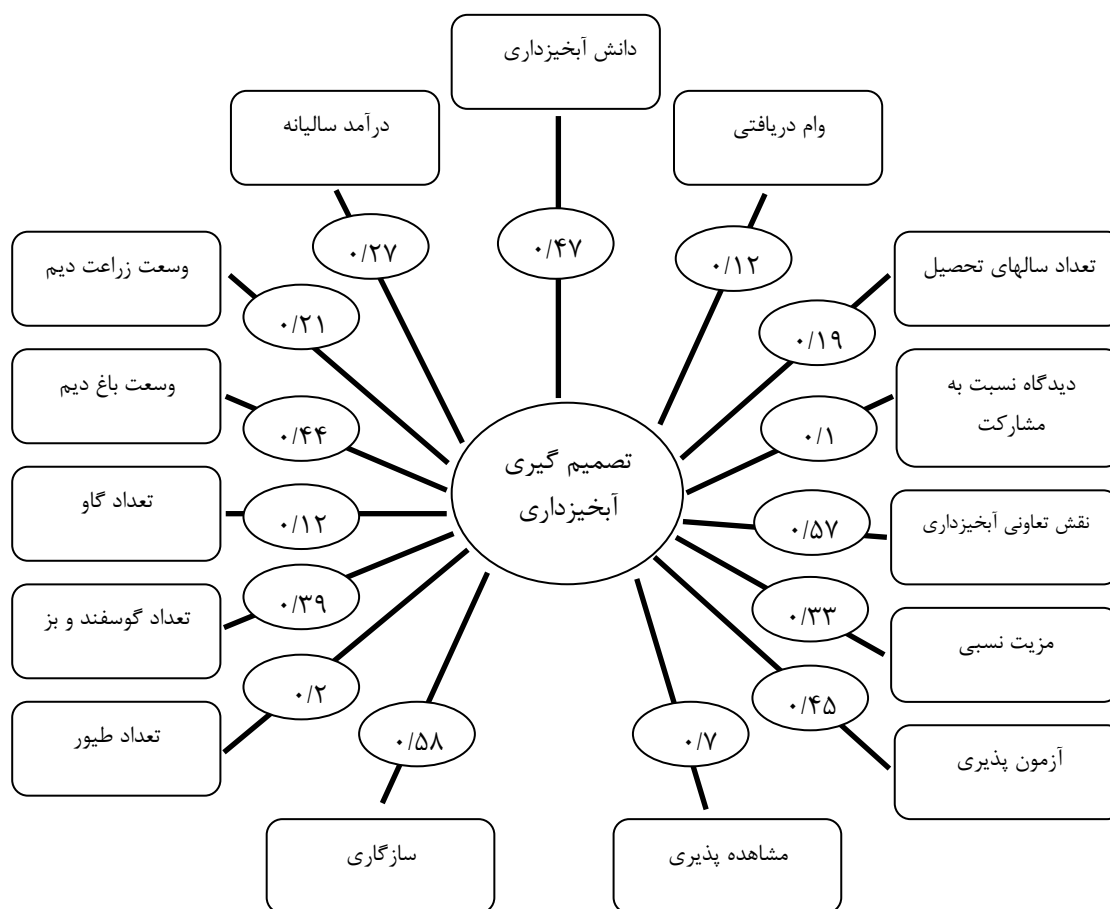 دانش آبخیزداری
وام دریافتی
درآمد سالیانه
۰/۴۷
۰/۱۲
۰/۲۷
تعداد سالهای تحصیل
۰/۱۹
وسعت زراعت دیم
۰/۲۱
دیدگاه نسبت به
مشارکت
۰/۱
وسعت باغ دیم
۰/۴۴
تصمیم گیری
آبخیزداری
نقش تعاونی آبخیزداری
۰/۵۷
تعداد گاو
۰/۱۲
مزیت نسبی
۰/۳۳
تعداد گوسفند و بز
۰/۳۹
آزمون پذیری
۰/۴۵
تعداد طیور
۰/۲
۰/۷
۰/۵۸
مشاهده پذیری
سازگاری